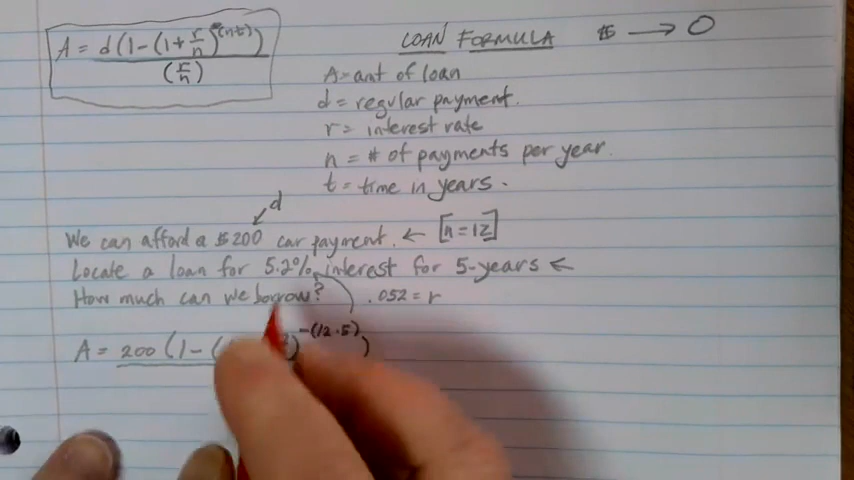 A = d(1-(1+r/n)^-(n·t))
(r/n)
LOAN FORMULA $ → 0
A = amt of loan
d = regular payment.
r = interest rate
n = # of payments per year.
t = time in years.
d
We can afford a $200 car payment. ← [n=12]
Locate a loan for 5.2% interest for 5-years ←
How much can we borrow? .052 = r
A = 200 (1- ( 2)^-(12·5))